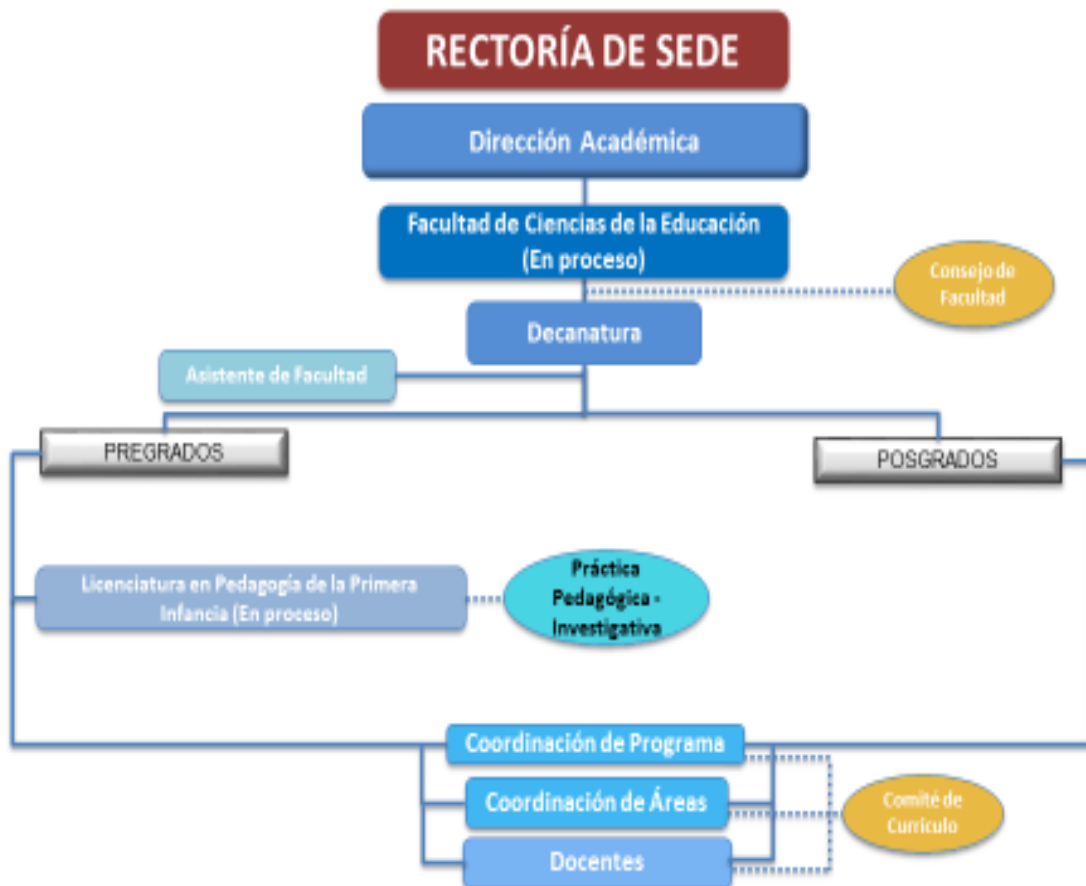 RECTORÍA DE SEDE
Dirección Académica
Facultad de Ciencias de la Educación
(En proceso)
Consejo de
Facultad
Decanatura
Asistente de Facultad
PREGRADOS
POSGRADOS
Licenciatura en Pedagogía de la Primera
Infancia (En proceso)
Práctica
Pedagógica -
Investigativa
Coordinación de Programa
Coordinación de Áreas
Comité de
Currículo
Docentes